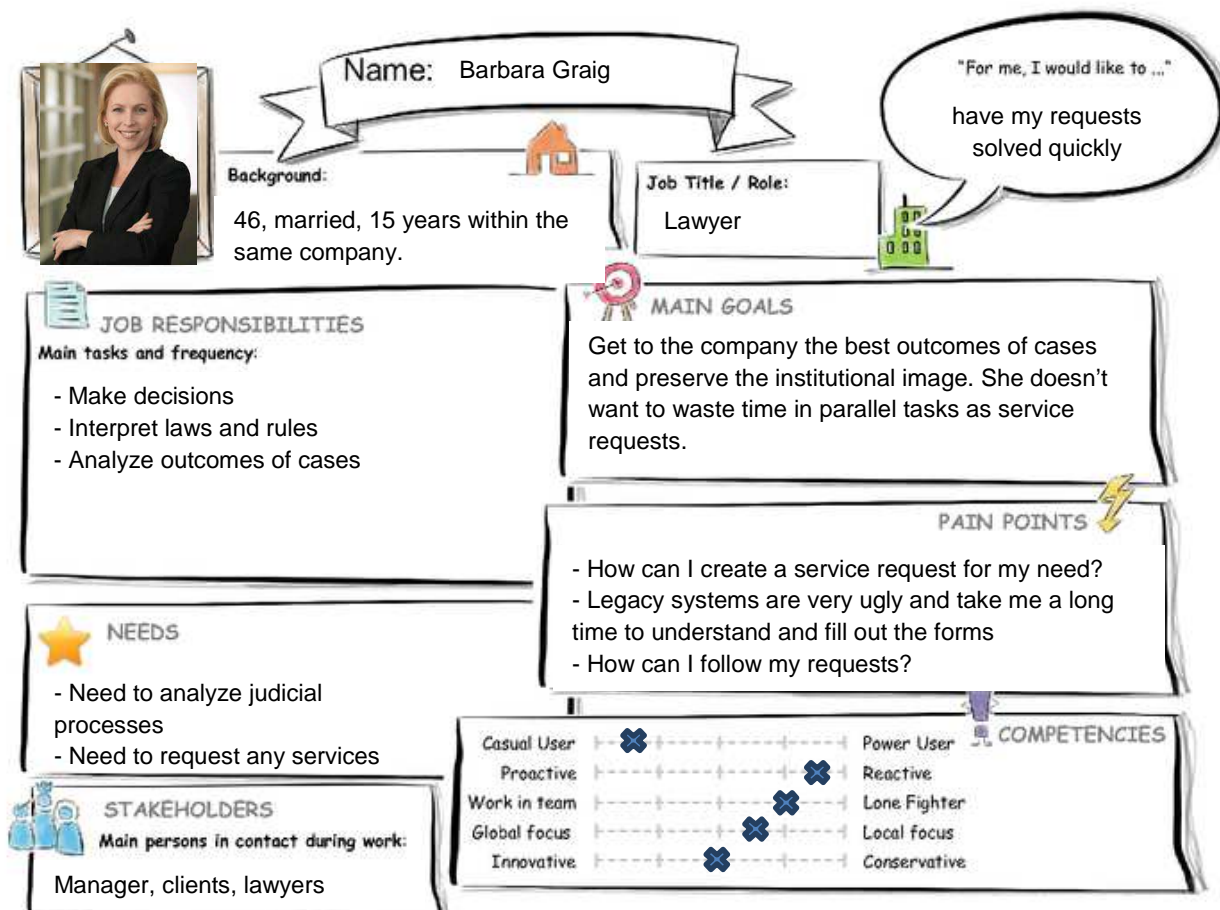 Name: Barbara Graig
"For me, I would like to ..."
have my requests
solved quickly
Background:
46, married, 15 years within the
same company.
Job Title / Role:
Lawyer
JOB RESPONSIBILITIES
Main tasks and frequency:
- Make decisions
- Interpret laws and rules
- Analyze outcomes of cases
MAIN GOALS
Get to the company the best outcomes of cases
and preserve the institutional image. She doesn’t
want to waste time in parallel tasks as service
requests.
PAIN POINTS
- How can I create a service request for my need?
- Legacy systems are very ugly and take me a long
time to understand and fill out the forms
- How can I follow my requests?
NEEDS
- Need to analyze judicial
processes
- Need to request any services
COMPETENCIES
Casual User Power User
Proactive Reactive
Work in team Lone Fighter
Global focus Local focus
Innovative Conservative
STAKEHOLDERS
Main persons in contact during work:
Manager, clients, lawyers